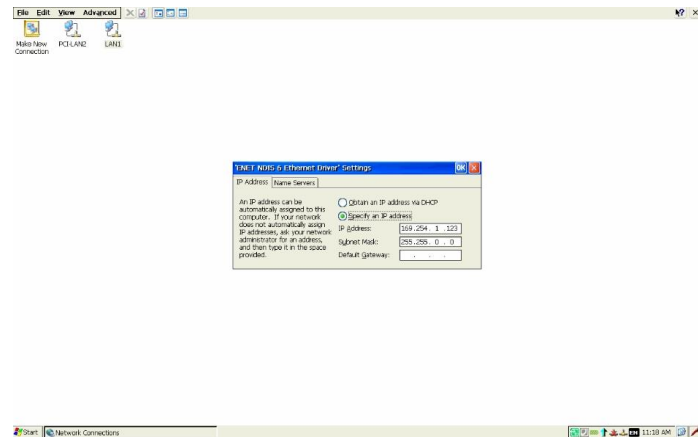 File Edit View Advanced
Make New
Connection
PCI-LAN2
LAN1
'ENET NDIS 6 Ethernet Driver' Settings OK
IP Address Name Servers
An IP address can be
automatically assigned to this
computer. If your network
does not automatically assign
IP addresses, ask your network
administrator for an address,
and then type it in the space
provided.
Obtain an IP address via DHCP
Specify an IP address
IP Address: 169.254. 1 .123
Subnet Mask: 255.255. 0 . 0
Default Gateway: . . .
Start Network Connections EN 11:18 AM